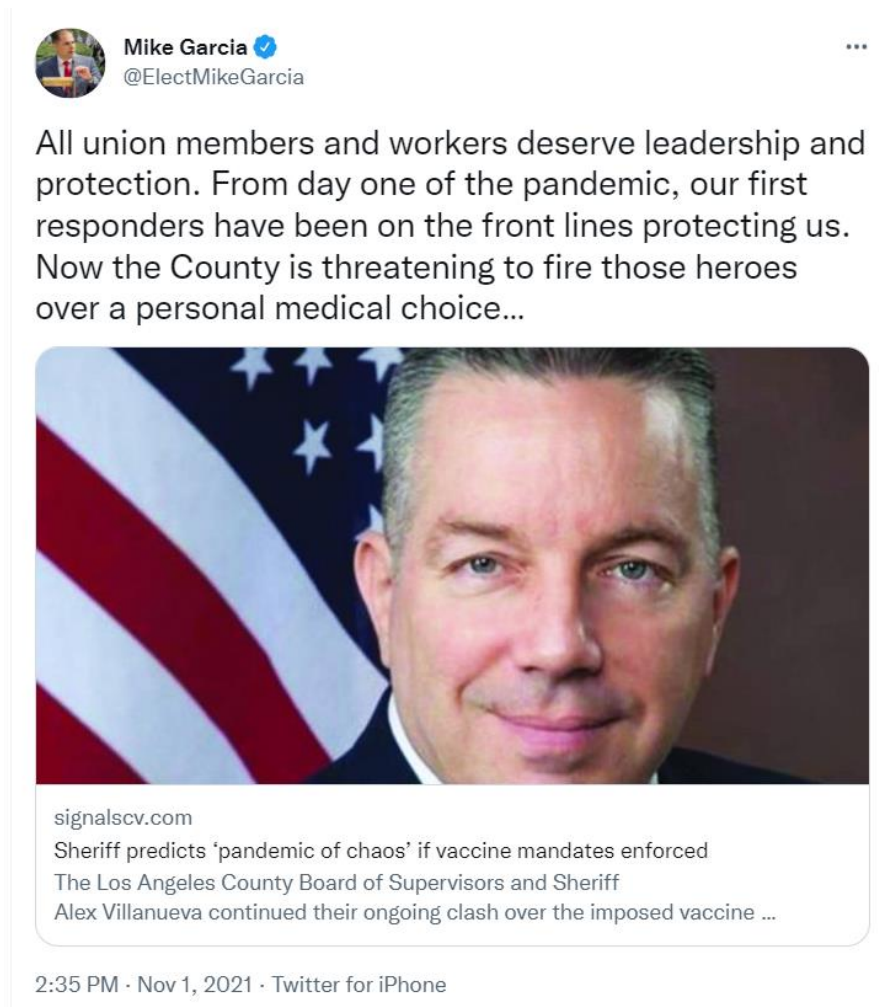 Mike Garcia
@ElectMikeGarcia
All union members and workers deserve leadership and
protection. From day one of the pandemic, our first
responders have been on the front lines protecting us.
Now the County is threatening to fire those heroes
over a personal medical choice...
signalscv.com
Sheriff predicts ‘pandemic of chaos’ if vaccine mandates enforced
The Los Angeles County Board of Supervisors and Sheriff
Alex Villanueva continued their ongoing clash over the imposed vaccine ...
2:35 PM · Nov 1, 2021 · Twitter for iPhone